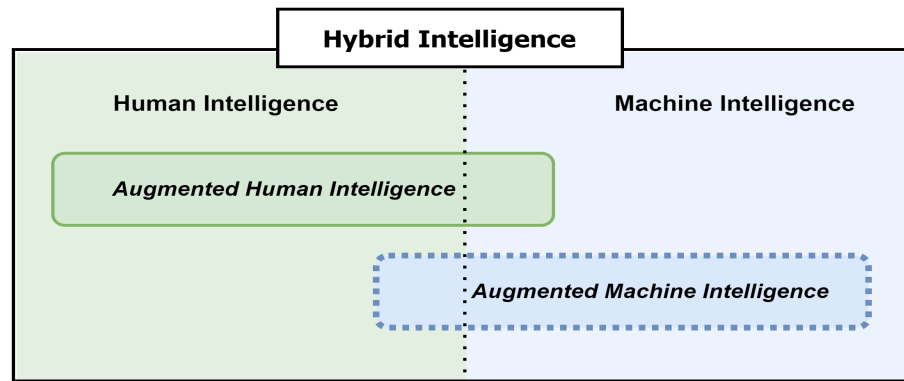 Hybrid Intelligence
Human Intelligence
Machine Intelligence
Augmented Human Intelligence
Augmented Machine Intelligence